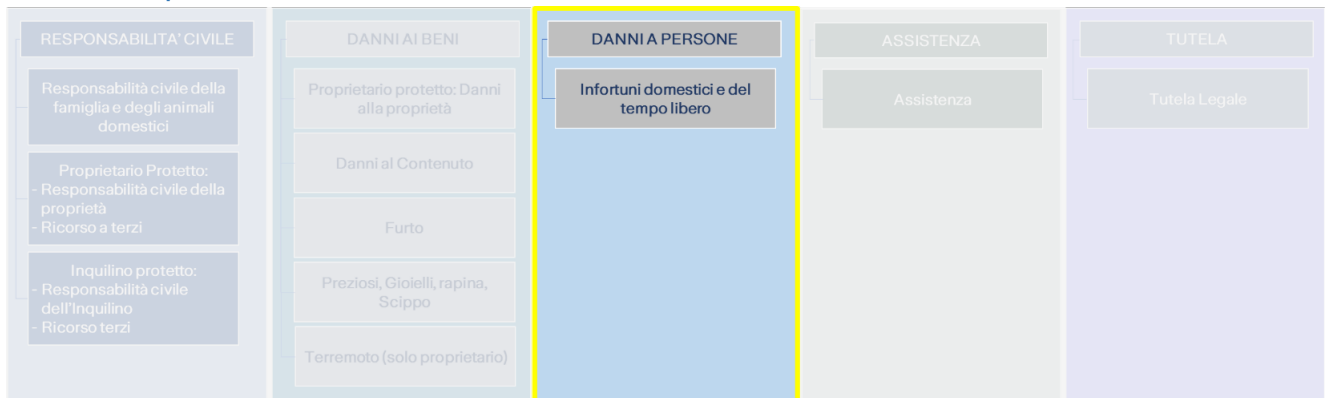 RESPONSABILITA' CIVILE
Responsabilità civile della
famiglia e degli animali
domestici
Proprietario Protetto:
- Responsabilità civile della
proprietà
- Ricorso a terzi
Inquilino protetto:
- Responsabilità civile
dell'Inquilino
- Ricorso terzi
DANNI AI BENI
Proprietario protetto: Danni
alla proprietà
Danni al Contenuto
Furto
Preziosi, Gioielli, rapina,
Scippo
Terremoto (solo proprietario)
DANNI A PERSONE
Infortuni domestici e del
tempo libero
ASSISTENZA
Assistenza
TUTELA
Tutela Legale